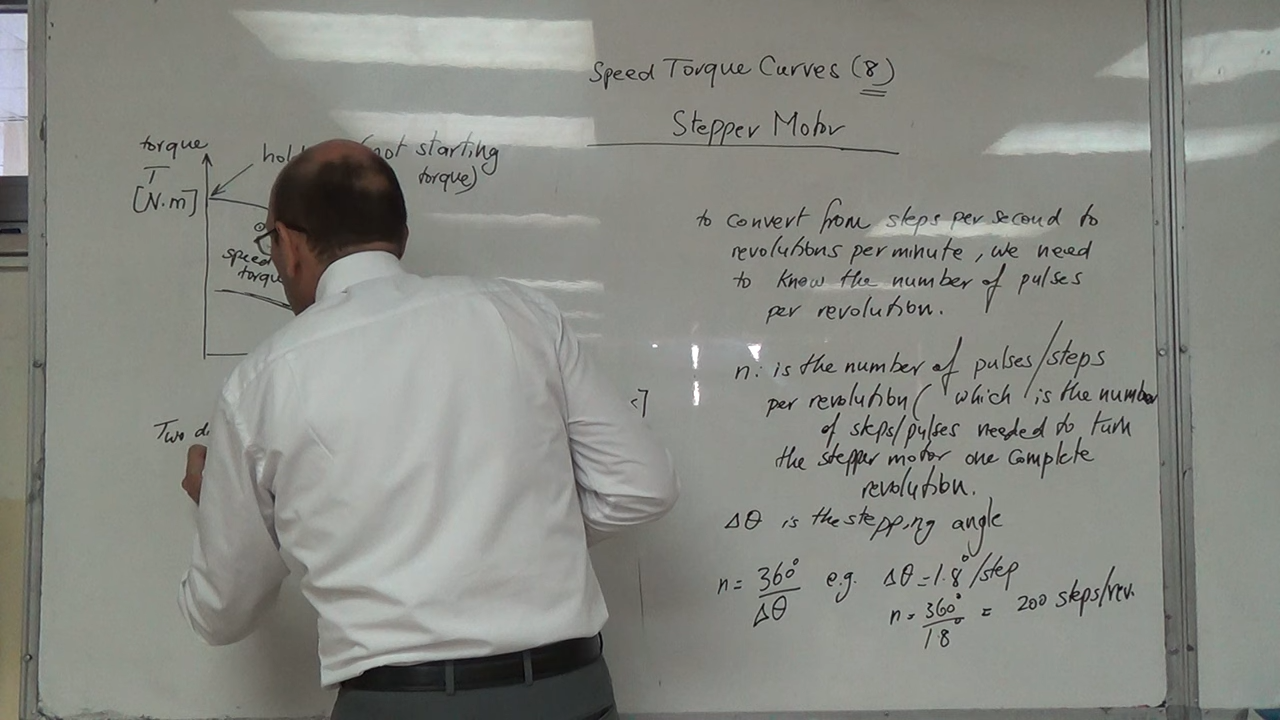 Speed Torque Curves (8)
Stepper Motor
torque
T
[N.m]
(not starting
torque)
speed
torque
Two
to convert from steps per second to
revolutions per minute, we need
to know the number of pulses
per revolution.
n: is the number of pulses/steps
per revolution ( which is the number
of steps/pulses needed to turn
the stepper motor one complete
revolution.
Δθ is the stepping angle
n = 360° / Δθ e.g. Δθ = 1.8°/step
n = 360° / 1.8° = 200 steps/rev.